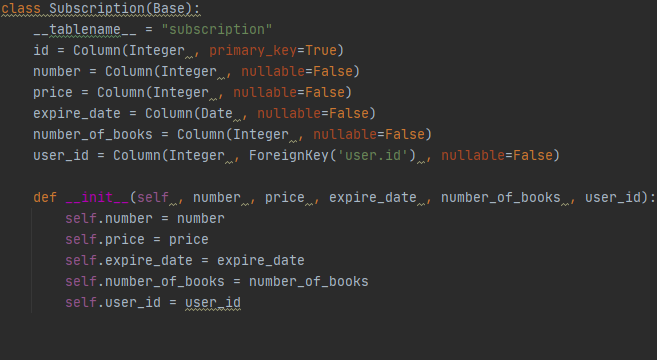 class Subscription(Base):
    __tablename__ = "subscription"
    id = Column(Integer , primary_key=True)
    number = Column(Integer , nullable=False)
    price = Column(Integer , nullable=False)
    expire_date = Column(Date , nullable=False)
    number_of_books = Column(Integer , nullable=False)
    user_id = Column(Integer , ForeignKey('user.id') , nullable=False)
    def __init__(self , number , price , expire_date , number_of_books , user_id):
        self.number = number
        self.price = price
        self.expire_date = expire_date
        self.number_of_books = number_of_books
        self.user_id = user_id